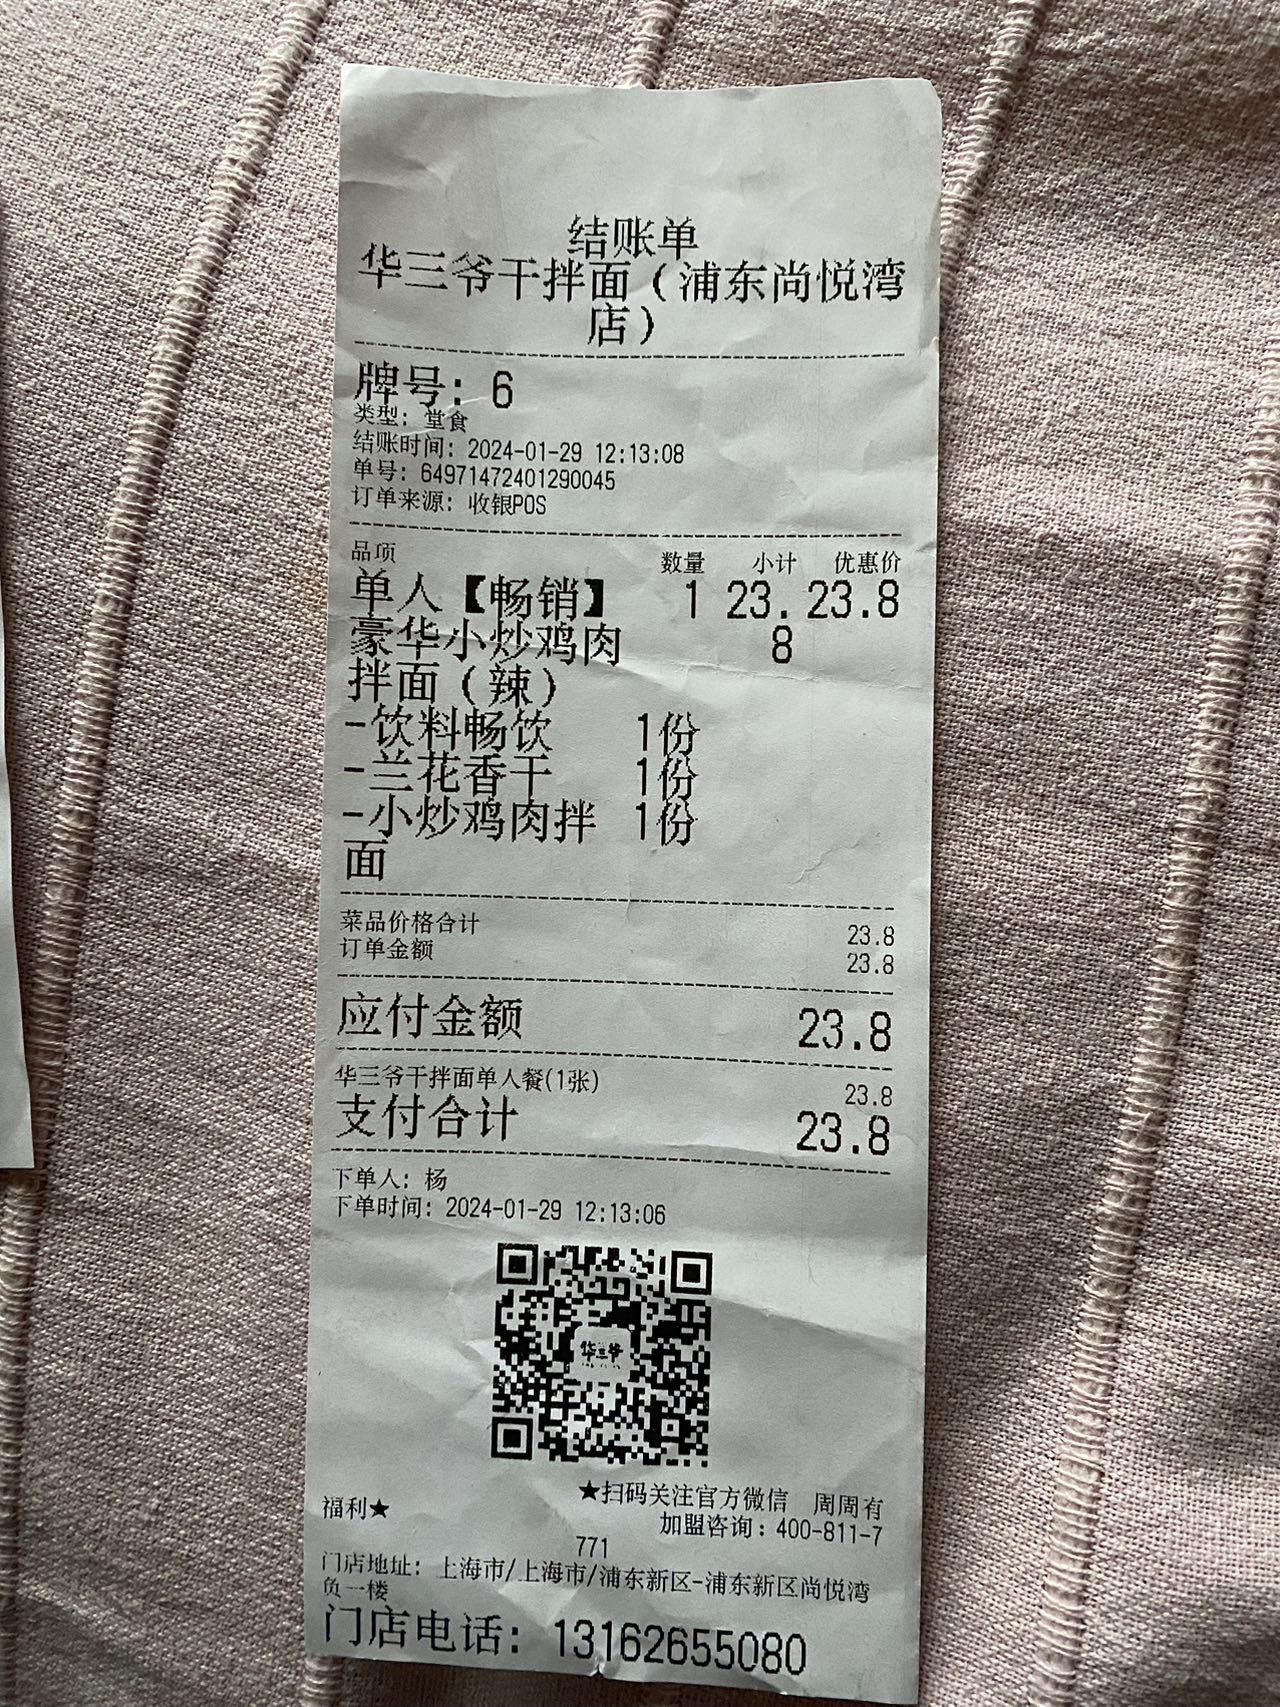 结账单
华三爷干拌面（浦东尚悦湾
店）
牌号：6
类型：堂食
结账时间：2024-01-29 12:13:08
单号：64971472401290045
订单来源：收银POS
品项 数量 小计 优惠价
单人【畅销】 1 23. 23.8
豪华小炒鸡肉 8
拌面（辣）
-饮料畅饮 1份
-兰花香干 1份
-小炒鸡肉拌 1份
面
菜品价格合计 23.8
订单金额 23.8
应付金额 23.8
华三爷干拌面单人餐(1张) 23.8
支付合计 23.8
下单人：杨
下单时间：2024-01-29 12:13:06
华三爷
★扫码关注官方微信 周周有
福利★
加盟咨询：400-811-7
771
门店地址：上海市/上海市/浦东新区-浦东新区尚悦湾
负一楼
门店电话：13162655080